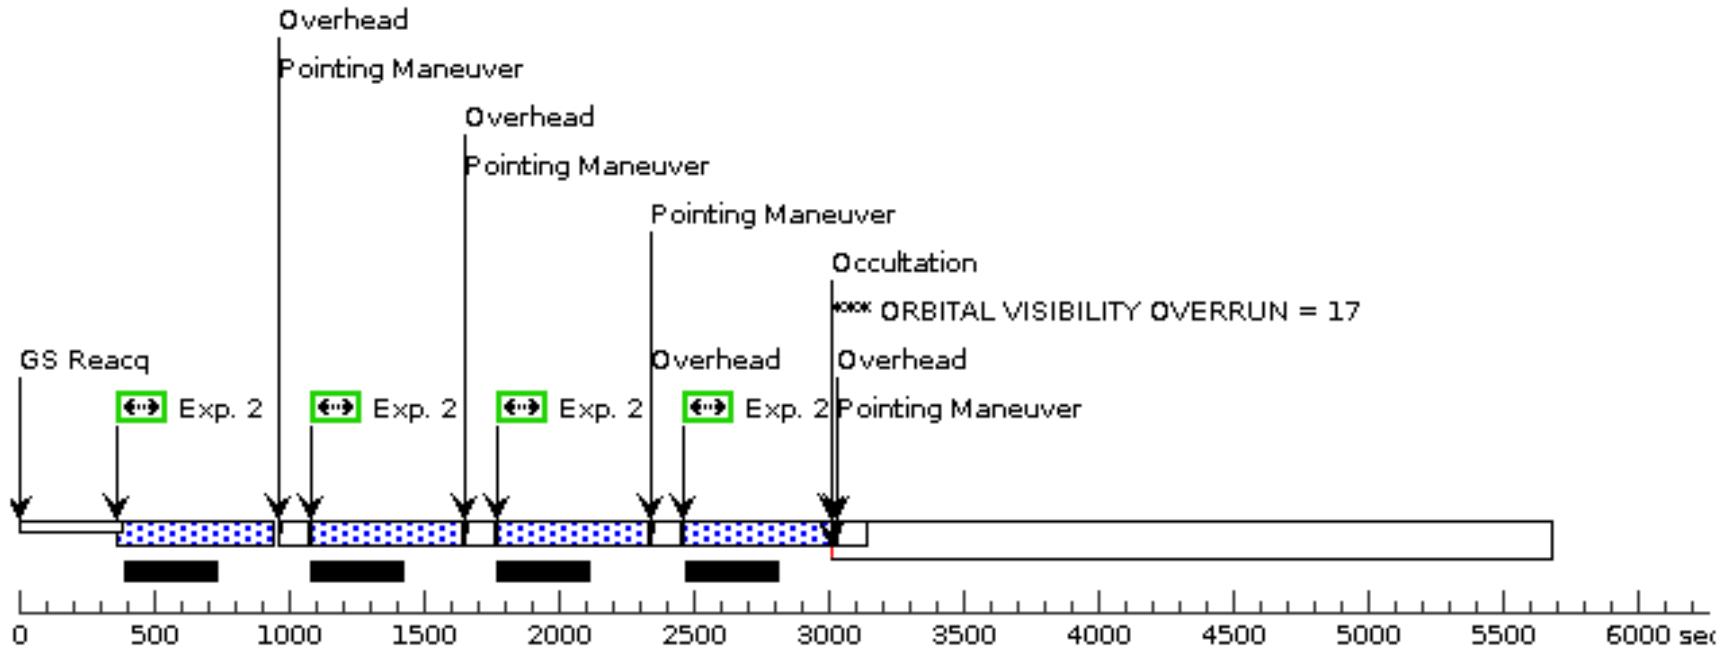 Overhead
Pointing Maneuver
Overhead
Pointing Maneuver
Pointing Maneuver
Occultation
*** ORBITAL VISIBILITY OVERRUN = 17
GS Reacq Overhead Overhead
Exp. 2 Exp. 2 Exp. 2 Exp. 2 Pointing Maneuver
0 500 1000 1500 2000 2500 3000 3500 4000 4500 5000 5500 6000 sec